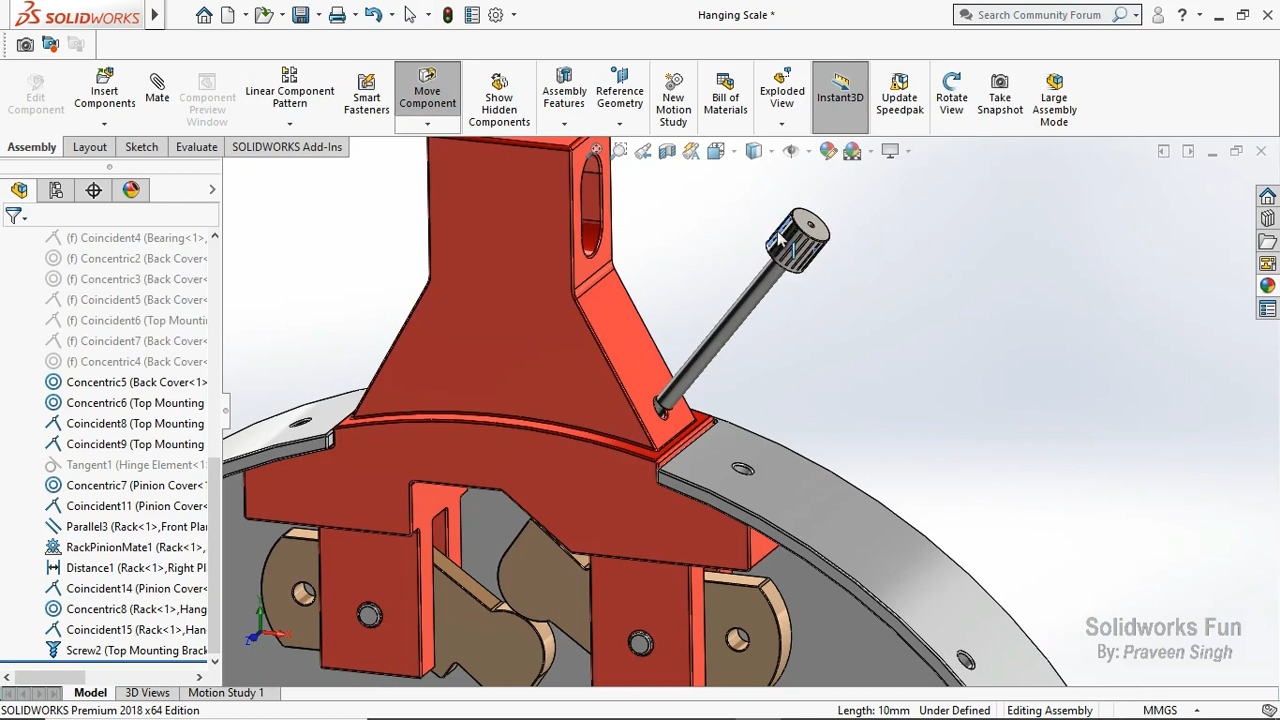 SOLIDWORKS
Hanging Scale *
Search Community Forum
?
Edit Component
Insert Components
Mate
Component Preview Window
Linear Component Pattern
Smart Fasteners
Move Component
Show Hidden Components
Assembly Features
Reference Geometry
New Motion Study
Bill of Materials
Exploded View
Instant3D
Update Speedpak
Rotate View
Take Snapshot
Large Assembly Mode
Assembly
Layout
Sketch
Evaluate
SOLIDWORKS Add-Ins
(f) Coincident4 (Bearing<1>,
(f) Concentric2 (Back Cover<
(f) Concentric3 (Back Cover<
(f) Coincident5 (Back Cover<
(f) Coincident6 (Top Mounting
(f) Coincident7 (Back Cover<
(f) Concentric4 (Back Cover<
Concentric5 (Back Cover<1>
Concentric6 (Top Mounting
Coincident8 (Top Mounting
Coincident9 (Top Mounting
Tangent1 (Hinge Element<1>
Concentric7 (Pinion Cover<
Coincident11 (Pinion Cover<
Parallel3 (Rack<1>,Front Plan
RackPinionMate1 (Rack<1>,
Distance1 (Rack<1>,Right Pl
Coincident14 (Pinion Cover<
Concentric8 (Rack<1>,Hang
Coincident15 (Rack<1>,Han
Screw2 (Top Mounting Brack
Solidworks Fun
By: Praveen Singh
Model
3D Views
Motion Study 1
SOLIDWORKS Premium 2018 x64 Edition
Length: 10mm
Under Defined
Editing Assembly
MMGS